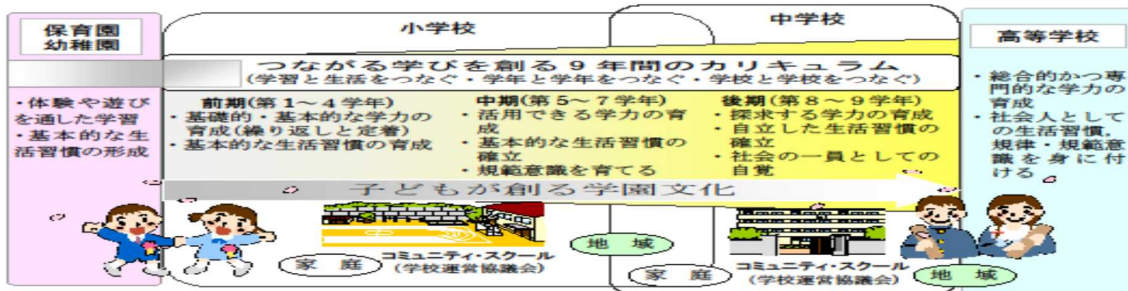 保育園
幼稚園
小学校
中学校
高等学校
つながる学びを創る9年間のカリキュラム
(学習と生活をつなぐ・学年と学年をつなぐ・学校と学校をつなぐ)
・体験や遊び
を通した学習
・基本的な生
活習慣の形成
前期(第1～4学年)
・基礎的・基本的な学力の
育成(繰り返しと定着)
・基本的な生活習慣の育成
中期(第5～7学年)
・活用できる学力の育
成
・基本的な生活習慣の
確立
・規範意識を育てる
後期(第8～9学年)
・探求する学力の育成
・自立した生活習慣の
確立
・社会の一員としての
自覚
・総合的かつ専
門的な学力の
育成
・社会人として
の生活習慣，
規律・規範意
識を身に付
ける
子どもが創る学園文化
家庭
コミュニティ・スクール
(学校運営協議会)
地域
家庭
コミュニティ・スクール
(学校運営協議会)
地域